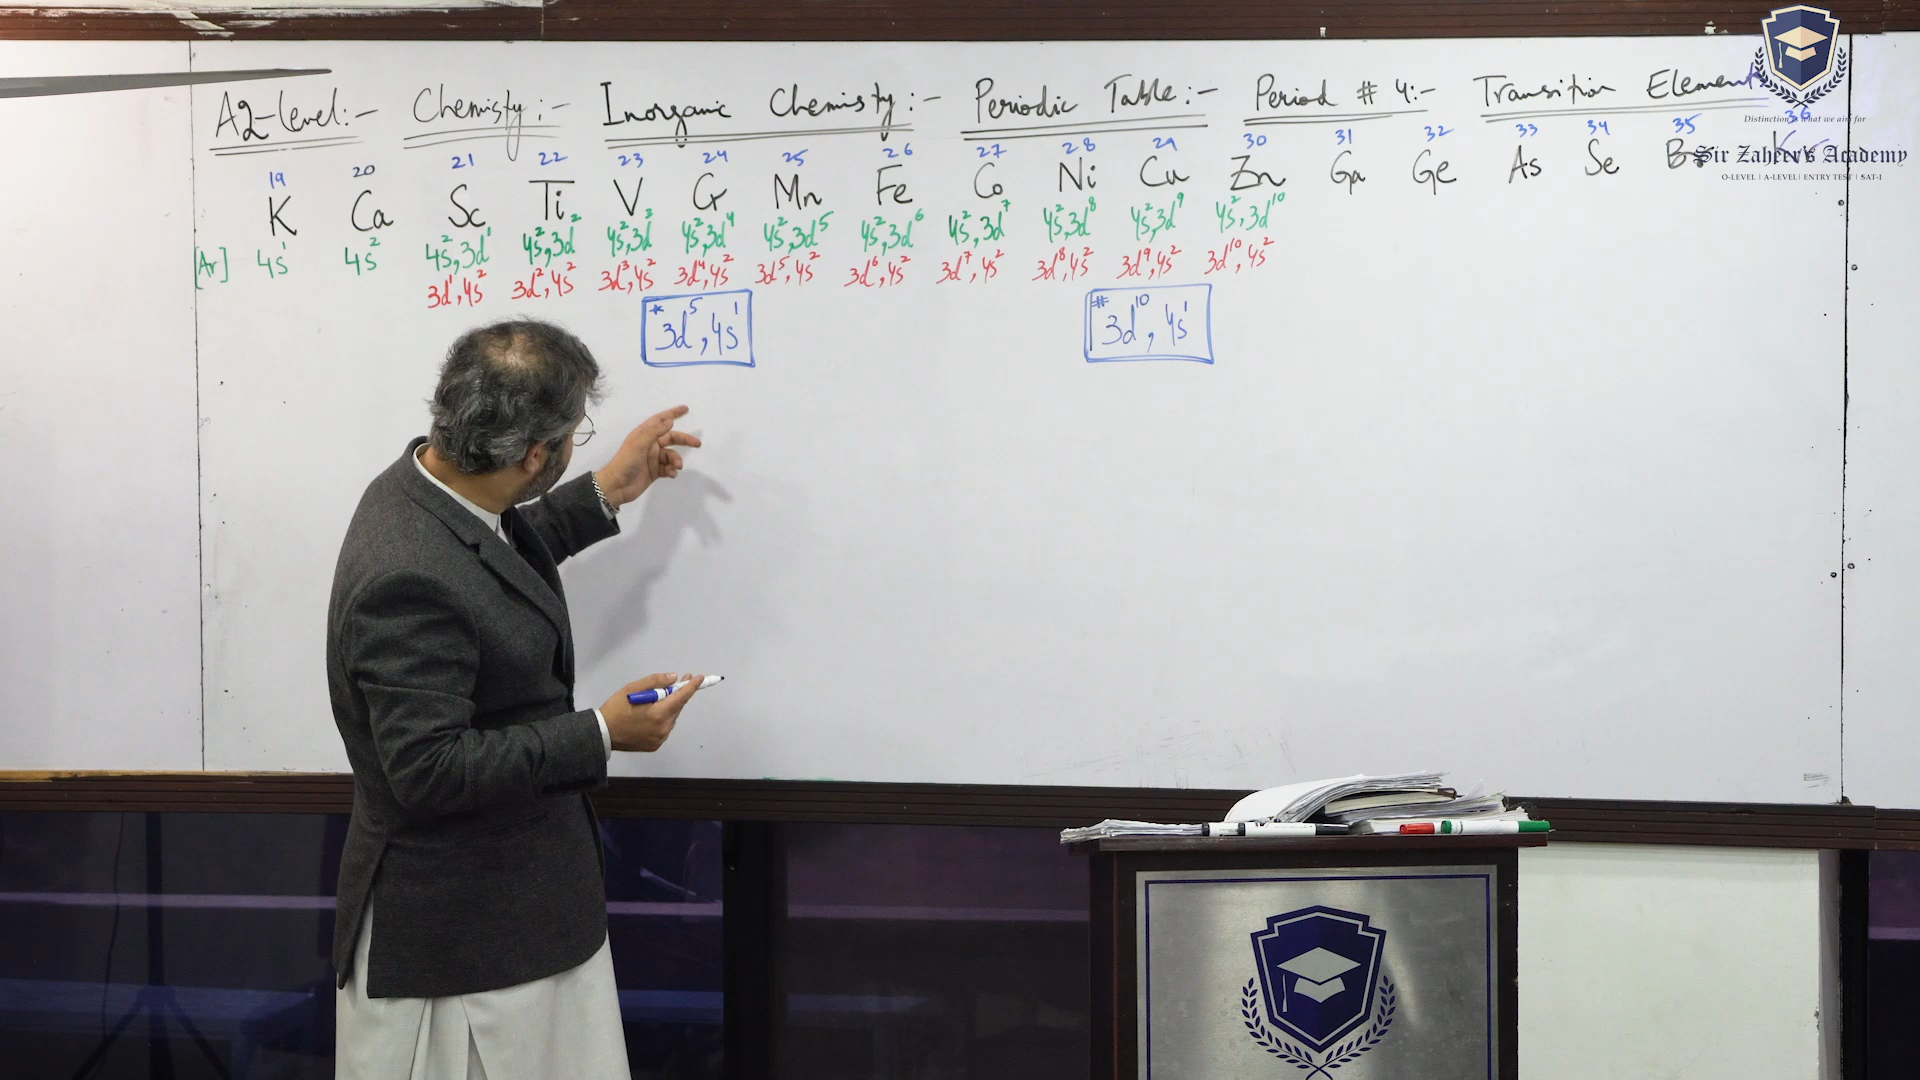 A2-level:- Chemisty:- Inorganic Chemisty:- Periodic Table:- Period # 4:- Transition Element
19 20 21 22 23 24 25 26 27 28 29 30 31 32 33 34 35 36
K Ca Sc Ti V Cr Mn Fe Co Ni Cu Zn Ga Ge As Se Br Kr
[Ar] 4s¹ 4s² 4s²,3d¹ 4s²,3d² 4s²,3d³ 4s²,3d⁴ 4s²,3d⁵ 4s²,3d⁶ 4s²,3d⁷ 4s²,3d⁸ 4s²,3d⁹ 4s²,3d¹⁰
3d¹,4s² 3d²,4s² 3d³,4s² 3d⁴,4s² 3d⁵,4s² 3d⁶,4s² 3d⁷,4s² 3d⁸,4s² 3d⁹,4s² 3d¹⁰,4s²
* 3d⁵,4s¹ # 3d¹⁰,4s¹
Distinction is what we aim for
Sir Zaheer's Academy
O-LEVEL | A-LEVEL | ENTRY TEST | SAT-I